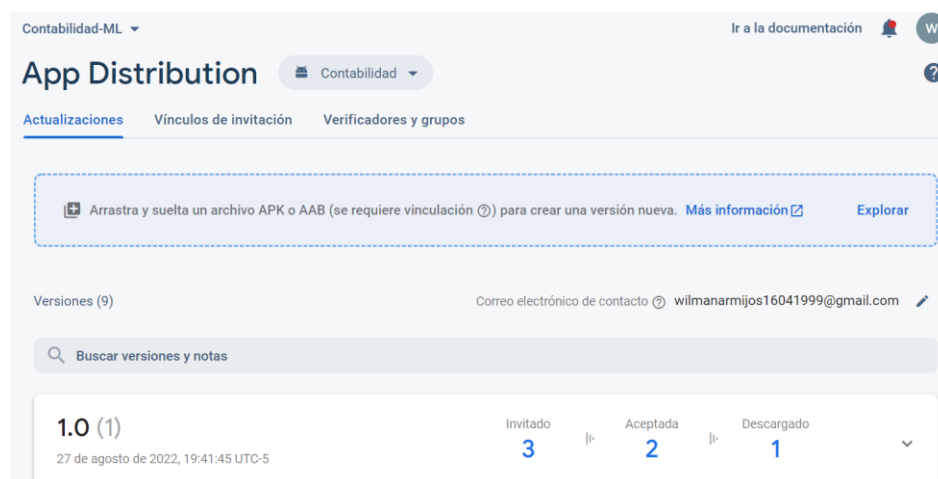 Contabilidad-ML
Ir a la documentación
W
App Distribution
Contabilidad
Actualizaciones
Vínculos de invitación
Verificadores y grupos
Arrastra y suelta un archivo APK o AAB (se requiere vinculación ?) para crear una versión nueva. Más información
Explorar
Versiones (9)
Correo electrónico de contacto ? wilmanarmijos16041999@gmail.com
Buscar versiones y notas
1.0 (1)
27 de agosto de 2022, 19:41:45 UTC-5
Invitado
3
Aceptada
2
Descargado
1